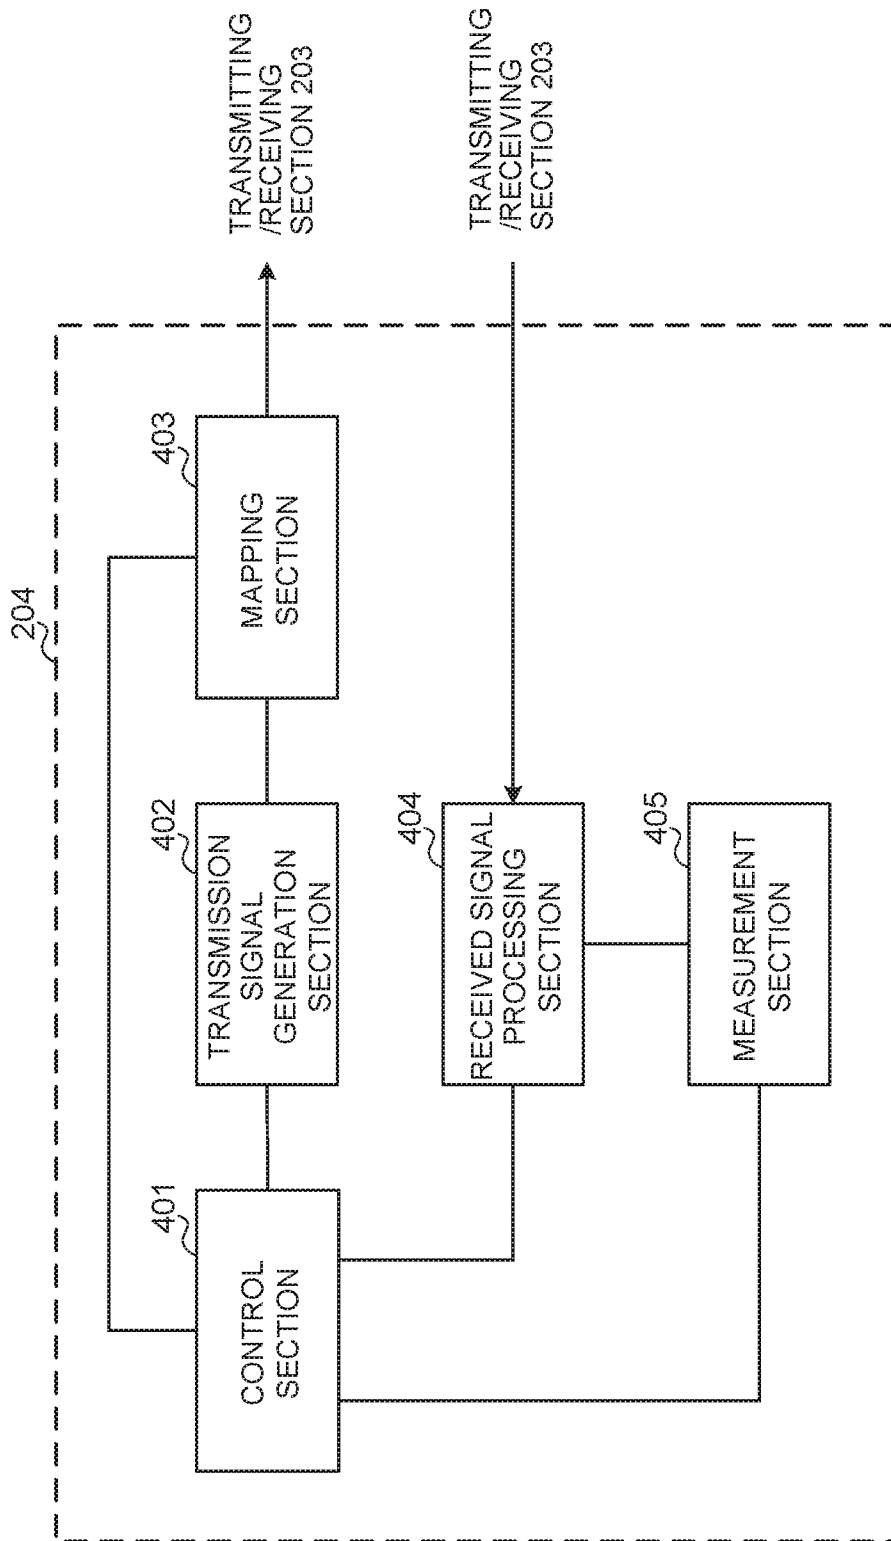 204
401
CONTROL
SECTION
402
TRANSMISSION
SIGNAL
GENERATION
SECTION
403
MAPPING
SECTION
TRANSMITTING
/RECEIVING
SECTION 203
404
RECEIVED SIGNAL
PROCESSING
SECTION
TRANSMITTING
/RECEIVING
SECTION 203
405
MEASUREMENT
SECTION